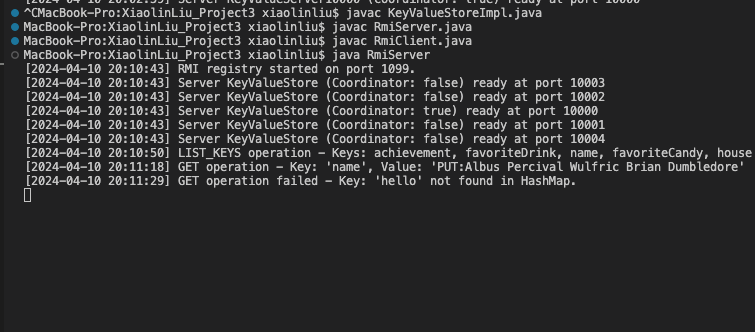 ^CMacBook-Pro:XiaolinLiu_Project3 xiaolinliu$ javac KeyValueStoreImpl.java
MacBook-Pro:XiaolinLiu_Project3 xiaolinliu$ javac RmiServer.java
MacBook-Pro:XiaolinLiu_Project3 xiaolinliu$ javac RmiClient.java
MacBook-Pro:XiaolinLiu_Project3 xiaolinliu$ java RmiServer
[2024-04-10 20:10:43] RMI registry started on port 1099.
[2024-04-10 20:10:43] Server KeyValueStore (Coordinator: false) ready at port 10003
[2024-04-10 20:10:43] Server KeyValueStore (Coordinator: false) ready at port 10002
[2024-04-10 20:10:43] Server KeyValueStore (Coordinator: true) ready at port 10000
[2024-04-10 20:10:43] Server KeyValueStore (Coordinator: false) ready at port 10001
[2024-04-10 20:10:43] Server KeyValueStore (Coordinator: false) ready at port 10004
[2024-04-10 20:10:50] LIST_KEYS operation – Keys: achievement, favoriteDrink, name, favoriteCandy, house
[2024-04-10 20:11:18] GET operation – Key: 'name', Value: 'PUT:Albus Percival Wulfric Brian Dumbledore'
[2024-04-10 20:11:29] GET operation failed – Key: 'hello' not found in HashMap.